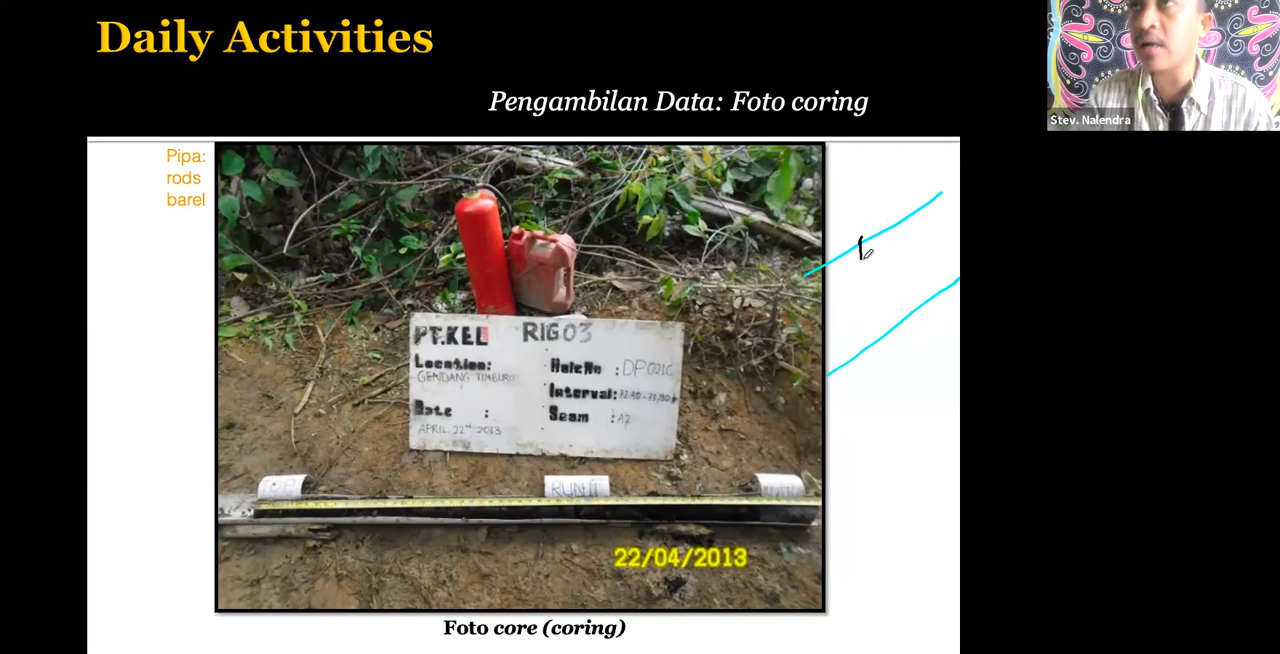 Daily Activities
Stev. Nalendra
Pengambilan Data: Foto coring
Pipa:
rods
barel
PT.KEL RIG03
Location:
GENDANG TIMBURU
Hole No : DP021C
Interval:
Date :
Seam : A2
APRIL, 22nd 2013
RUN 1
22/04/2013
Foto core (coring)